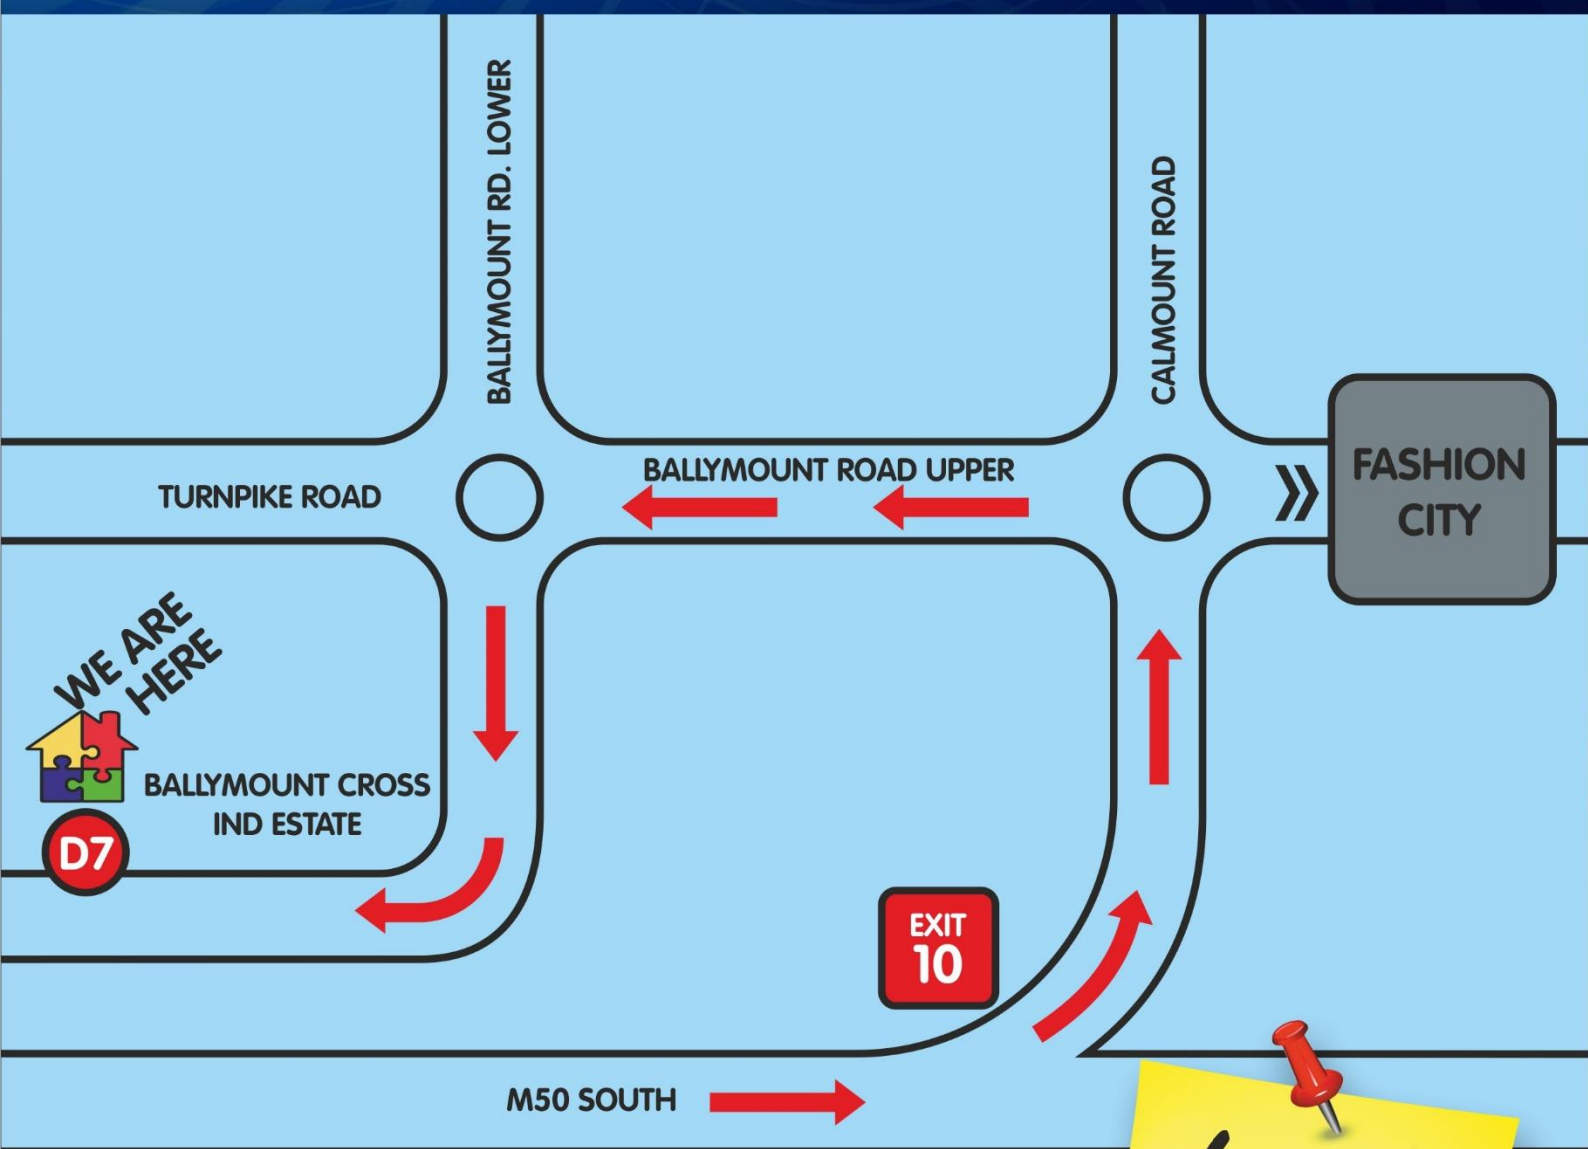 BALLYMOUNT RD. LOWER
CALMOUNT ROAD
BALLYMOUNT ROAD UPPER
TURNPIKE ROAD
FASHION
CITY
WE ARE
HERE
BALLYMOUNT CROSS
IND ESTATE
D7
EXIT
10
M50 SOUTH